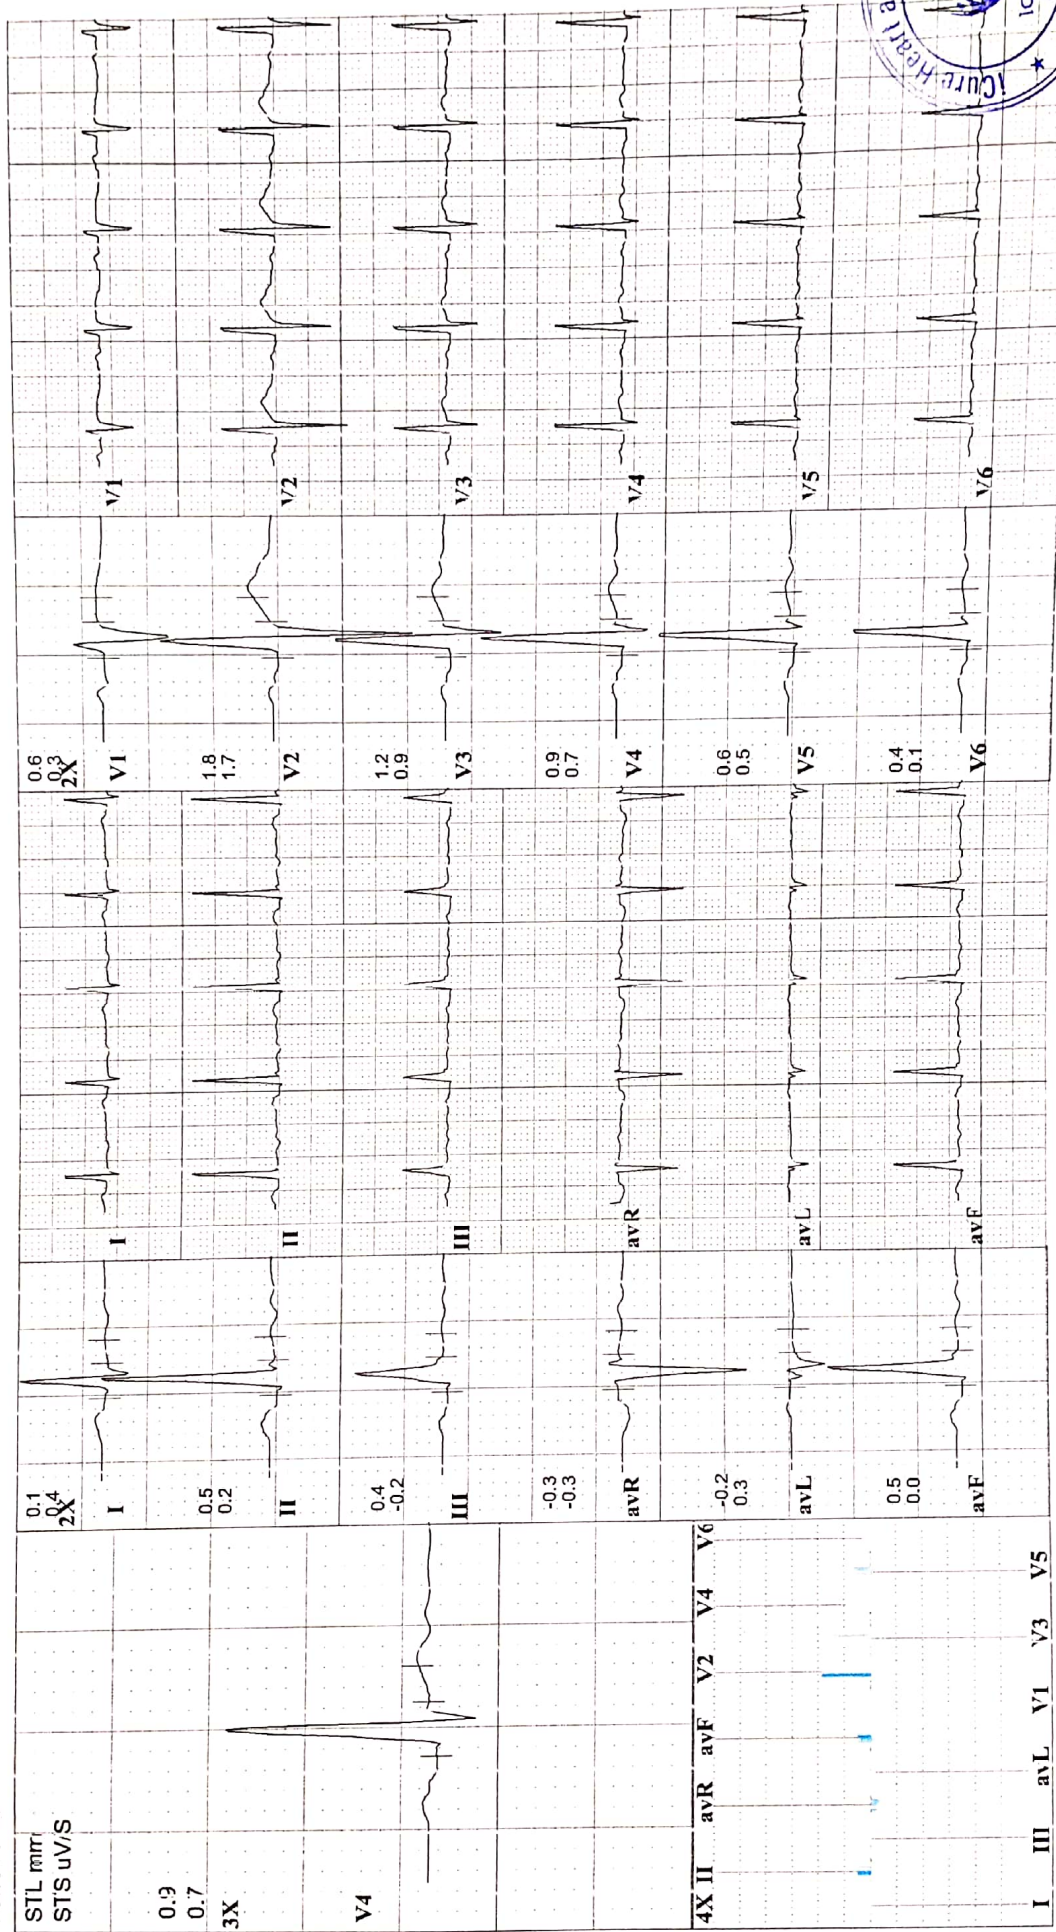 STL mm
STS uV/S
0.9
0.7
3X
V4
4X II avR avF V2 V4 V6
I III avL V1 V3 V5
0.1
0.4
2X
I
0.5
0.2
II
0.4
-0.2
III
-0.3
-0.3
avR
-0.2
0.3
avL
0.5
0.0
avF
I
II
III
avR
avL
avF
0.6
0.3
2X
V1
1.8
1.7
V2
1.2
0.9
V3
0.9
0.7
V4
0.6
0.5
V5
0.4
0.1
V6
V1
V2
V3
V4
V5
V6
iCure Heart a